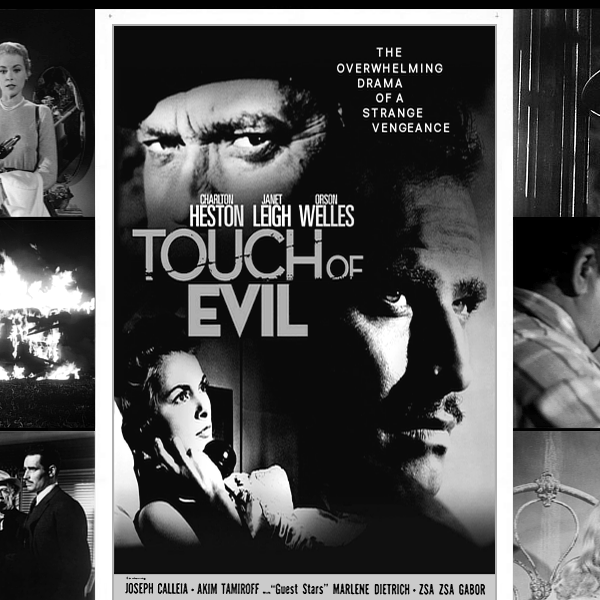 THE
OVERWHELMING
DRAMA
OF A
STRANGE
VENGEANCE
CHARLTON JANET ORSON
HESTON LEIGH WELLES
TOUCH OF
EVIL
JOSEPH CALLEIA · AKIM TAMIROFF ..."Guest Stars" MARLENE DIETRICH · ZSA ZSA GABOR